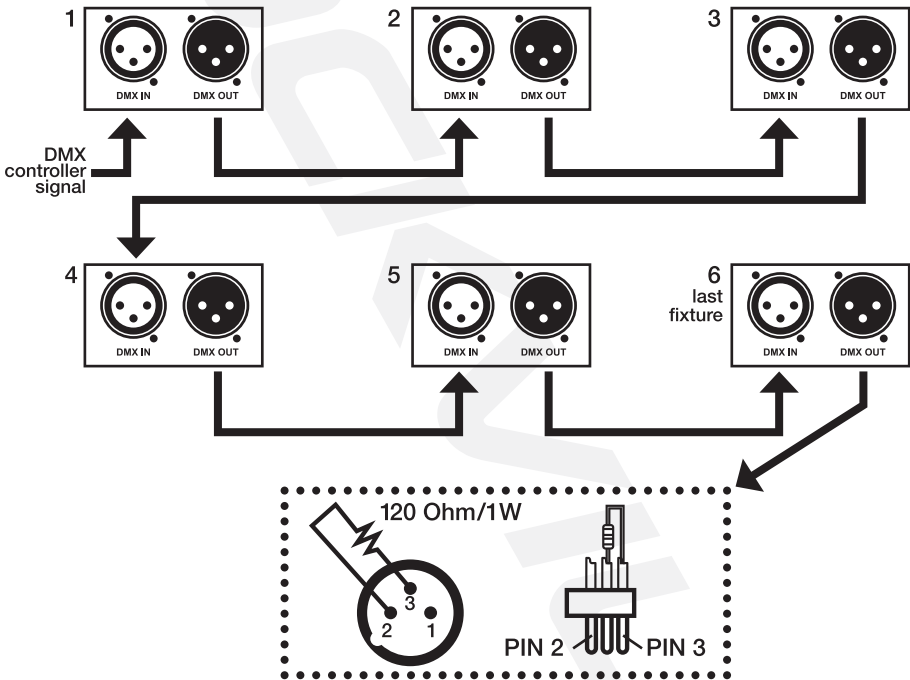 1
DMX IN DMX OUT
2
DMX IN DMX OUT
3
DMX IN DMX OUT
DMX
controller
signal
4
DMX IN DMX OUT
5
DMX IN DMX OUT
6
last
fixture
DMX IN DMX OUT
120 Ohm/1W
3
2 1
PIN 2 PIN 3